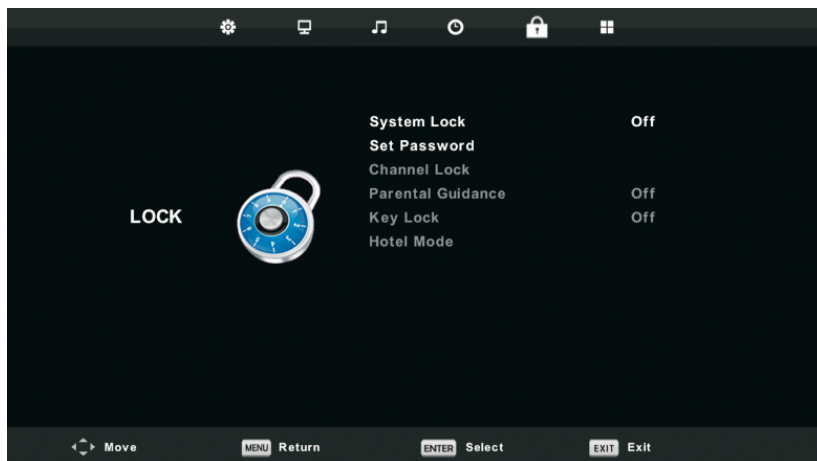 System Lock Off
Set Password
Channel Lock
Parental Guidance Off
LOCK
Key Lock Off
Hotel Mode
Move MENU Return ENTER Select EXIT Exit